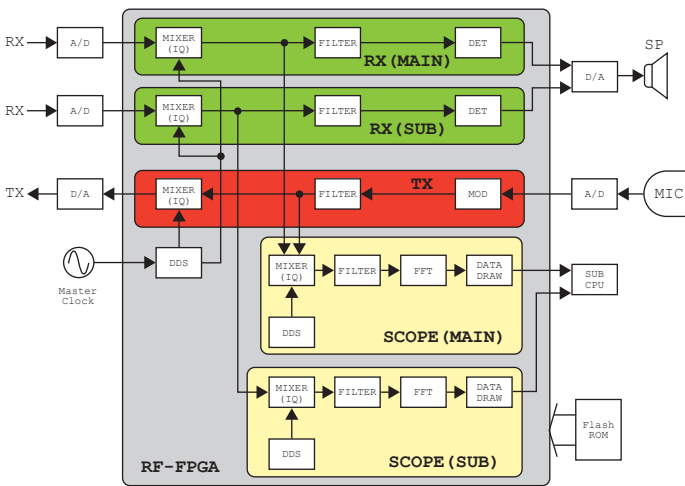 RX
A/D
MIXER
(IQ)
FILTER
DET
RX(MAIN)
SP
D/A
RX
A/D
MIXER
(IQ)
FILTER
DET
RX(SUB)
TX
D/A
MIXER
(IQ)
FILTER
TX
MOD
A/D
MIC
Master
Clock
DDS
MIXER
(IQ)
FILTER
FFT
DATA
DRAW
SUB
CPU
DDS
SCOPE(MAIN)
MIXER
(IQ)
FILTER
FFT
DATA
DRAW
DDS
SCOPE(SUB)
Flash
ROM
RF-FPGA